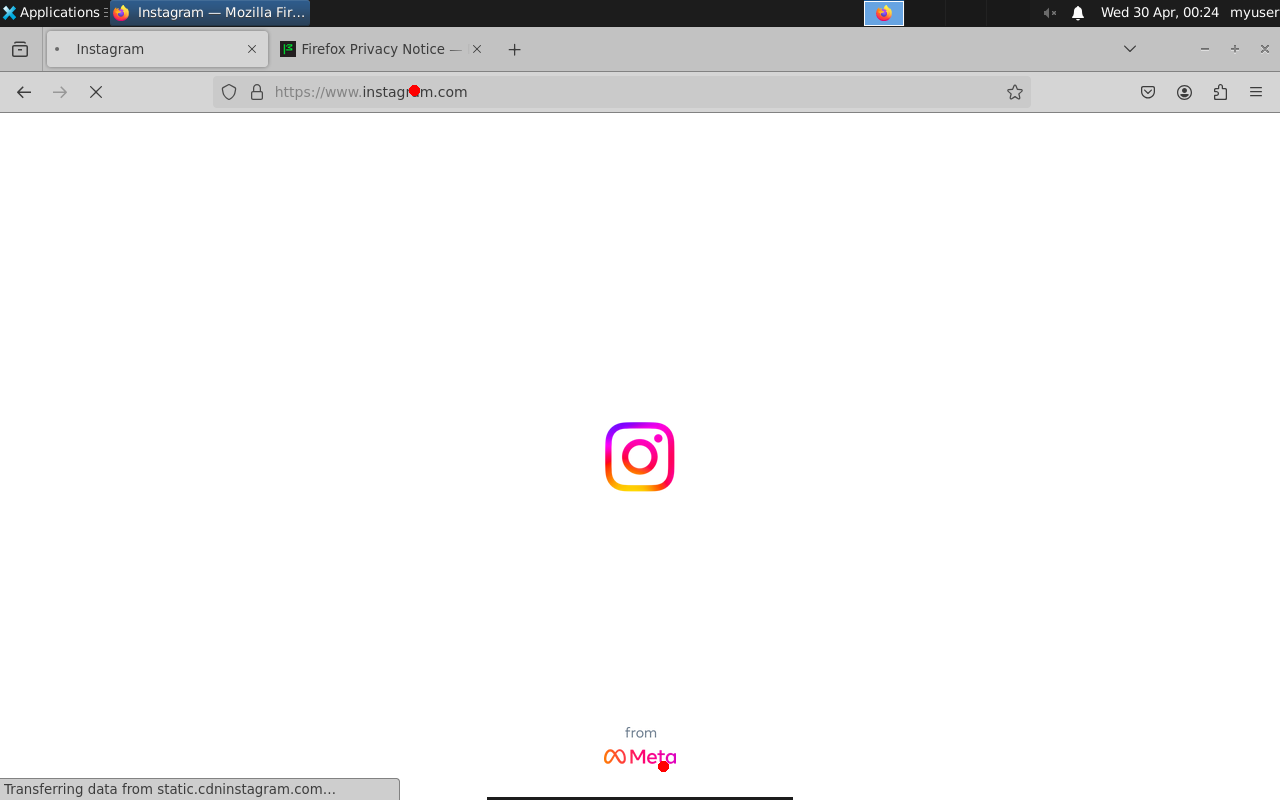 Applications
Instagram — Mozilla Fir...
Wed 30 Apr, 00:24
myuser
Instagram
Firefox Privacy Notice —
https://www.instagram.com
from
Meta
Transferring data from static.cdninstagram.com…